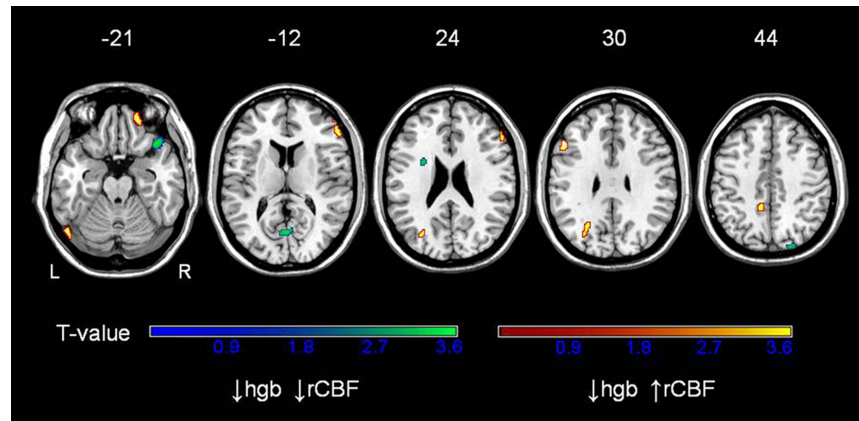 -21 -12 24 30 44
L R
T-value
0.9 1.8 2.7 3.6 0.9 1.8 2.7 3.6
↓hgb ↓rCBF ↓hgb ↑rCBF